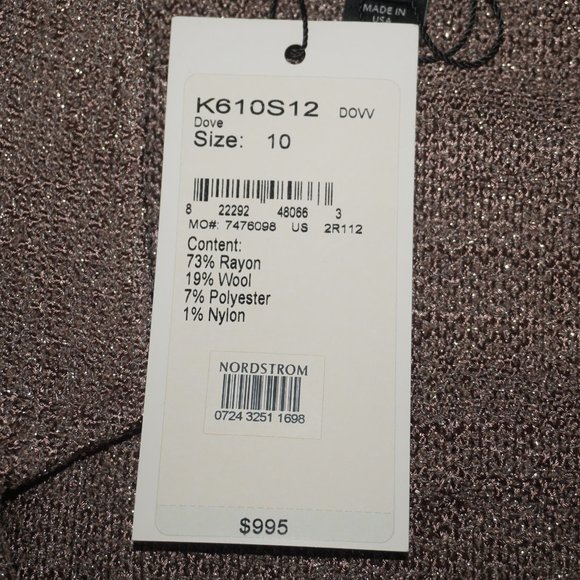 MADE IN
USA
K610S12 DOVV
Dove
Size: 10
8 22292 48066 3
MO#: 7476098 US 2R112
Content:
73% Rayon
19% Wool
7% Polyester
1% Nylon
NORDSTROM
0724 3251 1698
$995